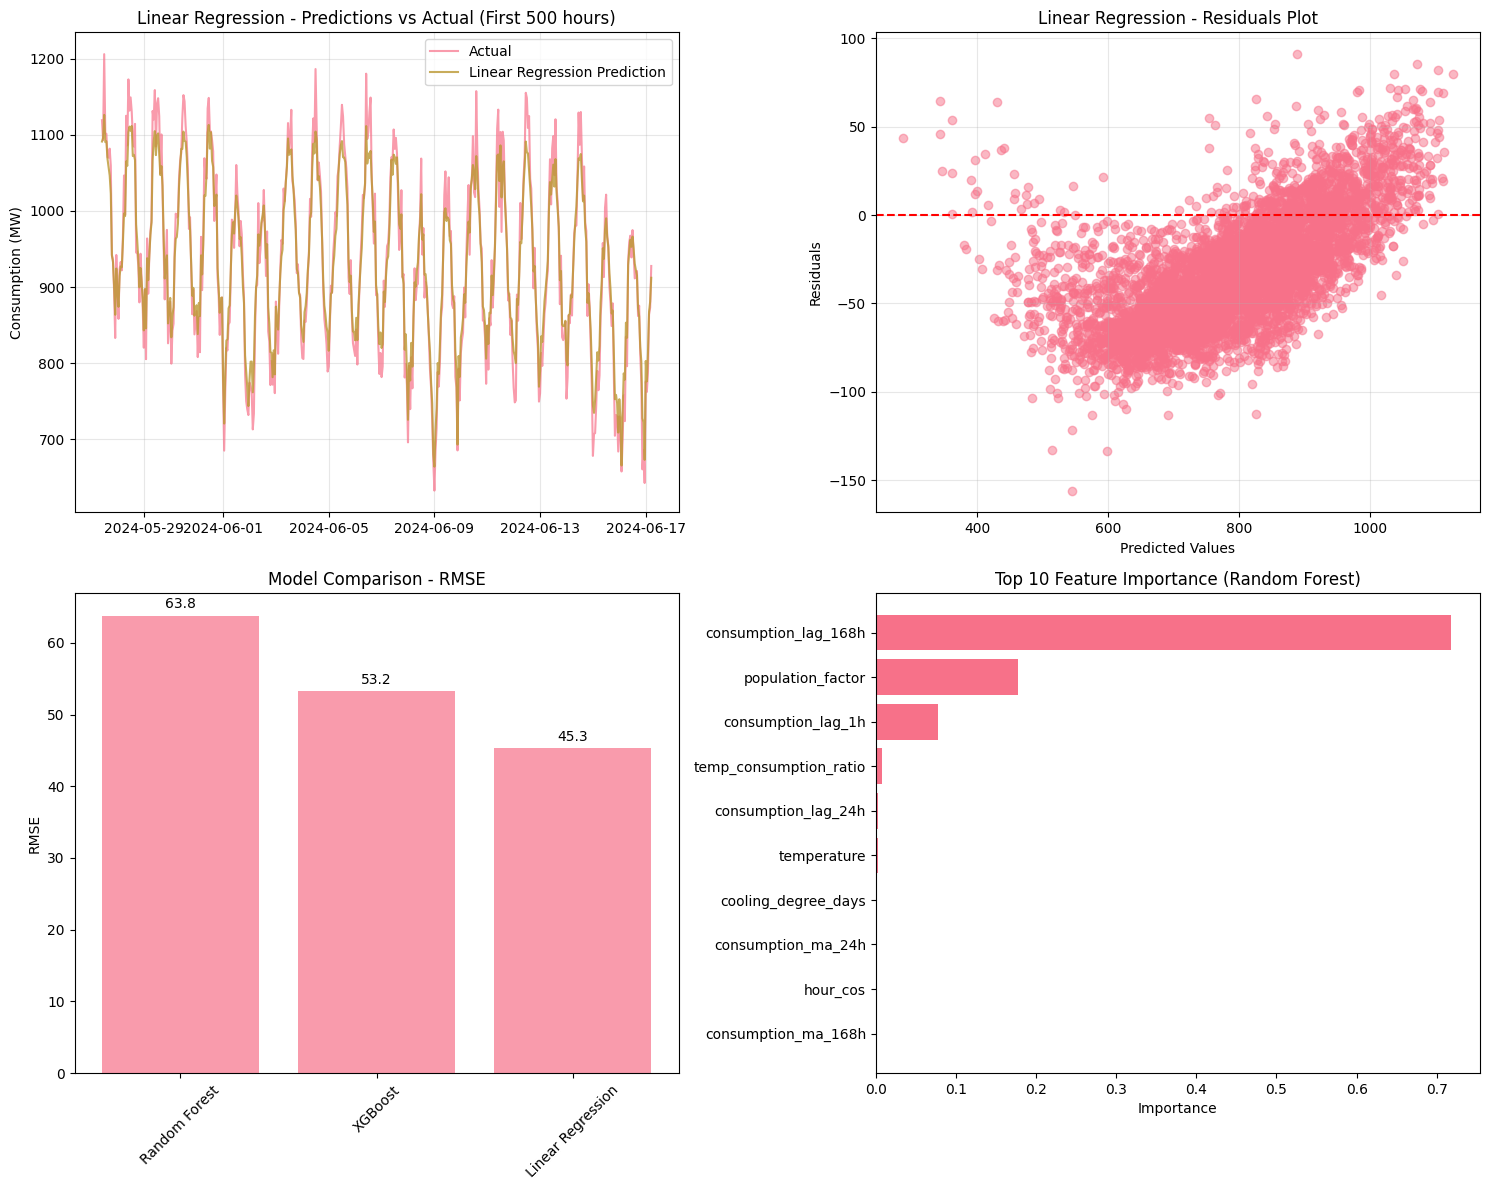 Linear Regression - Predictions vs Actual (First 500 hours)
Actual
Linear Regression Prediction
Consumption (MW)
1200
1100
1000
900
800
700
2024-05-29
2024-06-01
2024-06-05
2024-06-09
2024-06-13
2024-06-17
Linear Regression - Residuals Plot
Residuals
100
50
0
−50
−100
−150
400
600
800
1000
Predicted Values
Model Comparison - RMSE
RMSE
60
50
40
30
20
10
0
63.8
53.2
45.3
Random Forest
XGBoost
Linear Regression
Top 10 Feature Importance (Random Forest)
consumption_lag_168h
population_factor
consumption_lag_1h
temp_consumption_ratio
consumption_lag_24h
temperature
cooling_degree_days
consumption_ma_24h
hour_cos
consumption_ma_168h
0.0
0.1
0.2
0.3
0.4
0.5
0.6
0.7
Importance